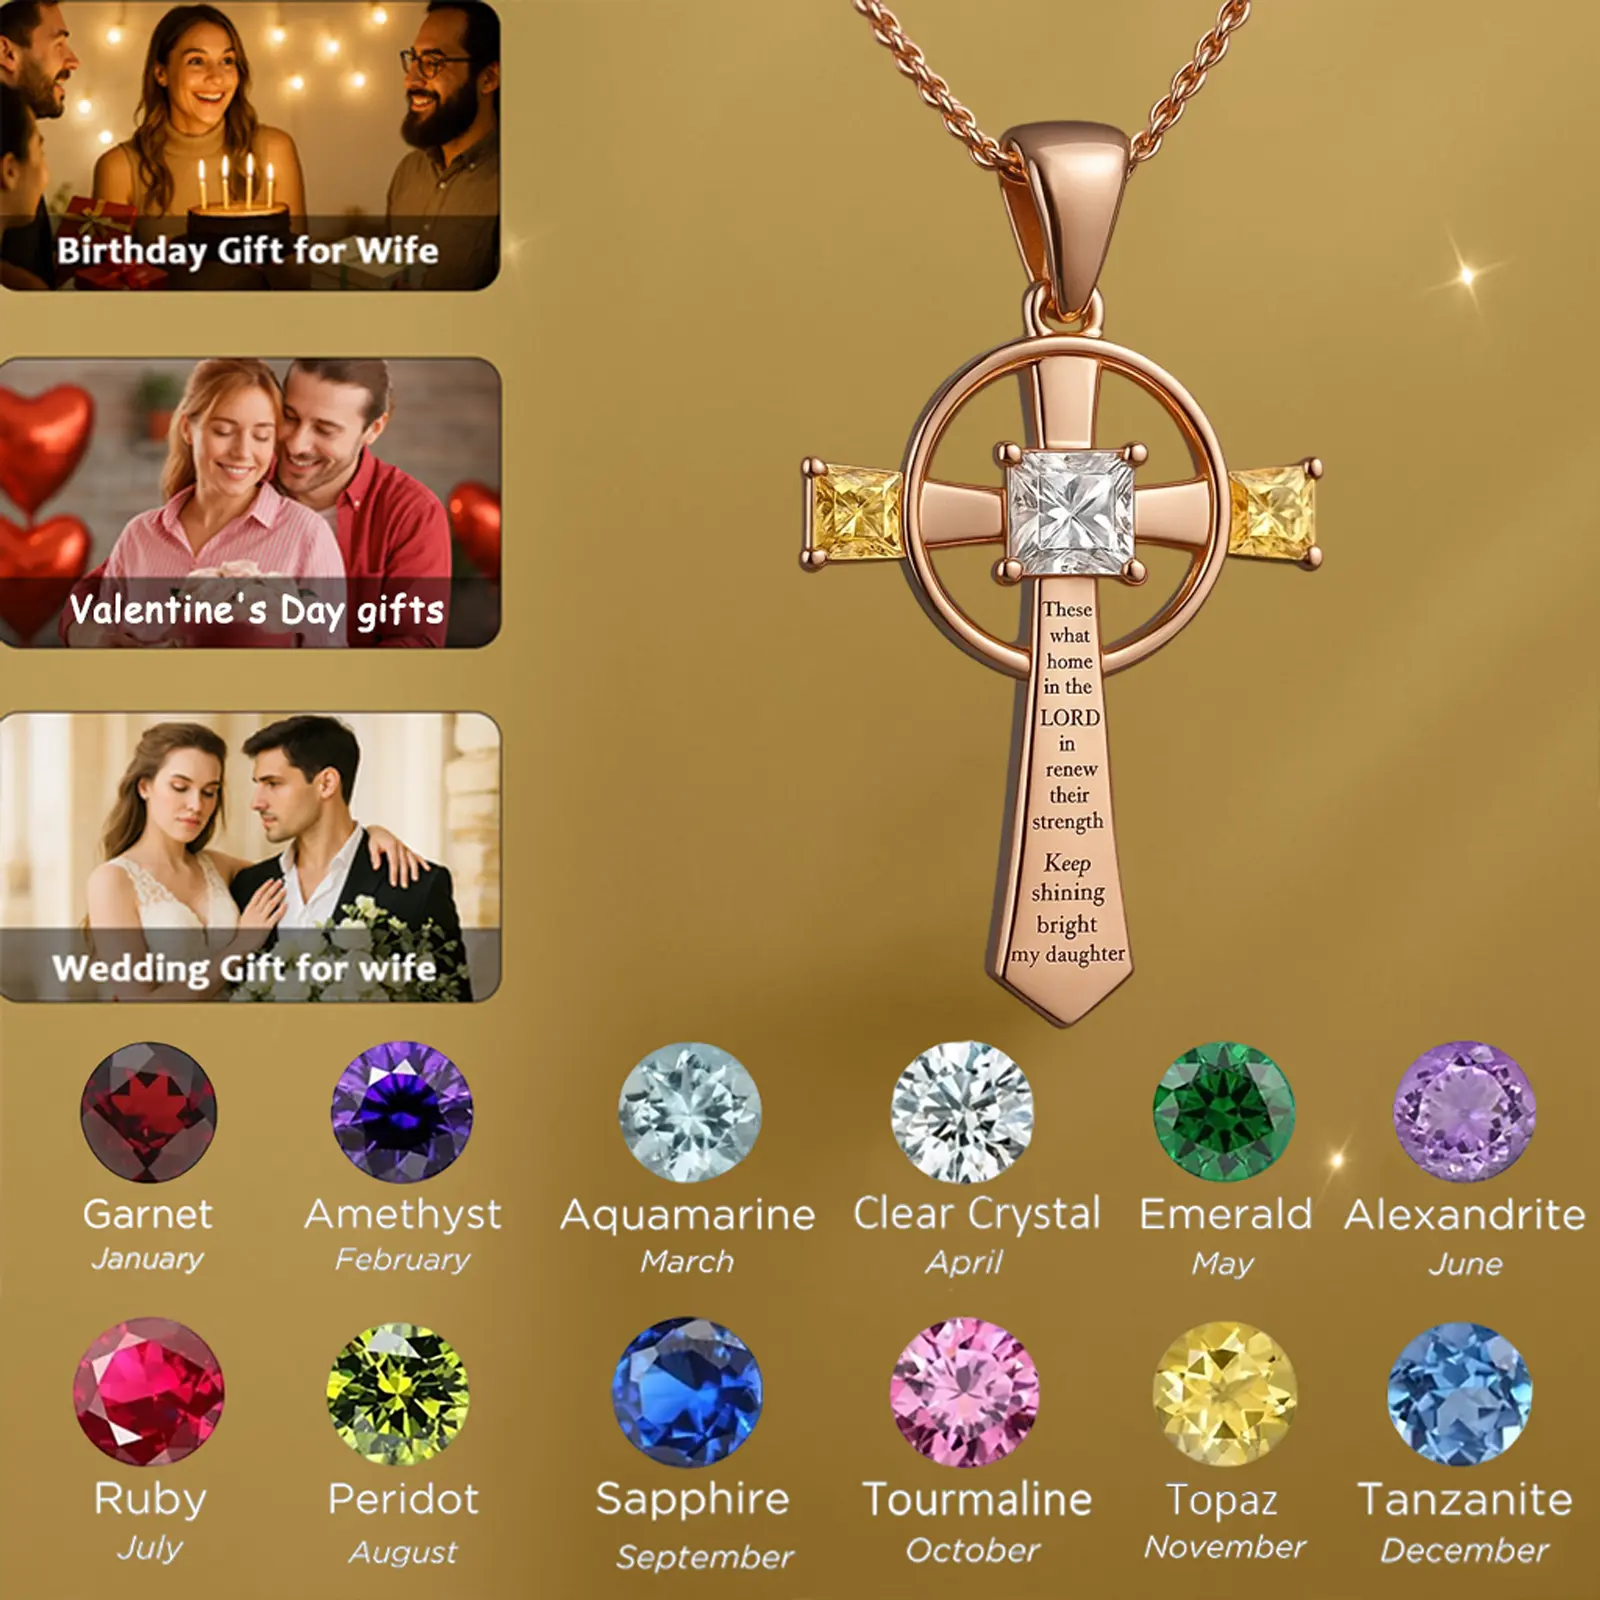 Birthday Gift for Wife
Valentine's Day gifts
Wedding Gift for wife
These
what
home
in the
LORD
in
renew
their
strength
Keep
shining
bright
my daughter
Garnet
January
Amethyst
February
Aquamarine
March
Clear Crystal
April
Emerald
May
Alexandrite
June
Ruby
July
Peridot
August
Sapphire
September
Tourmaline
October
Topaz
November
Tanzanite
December